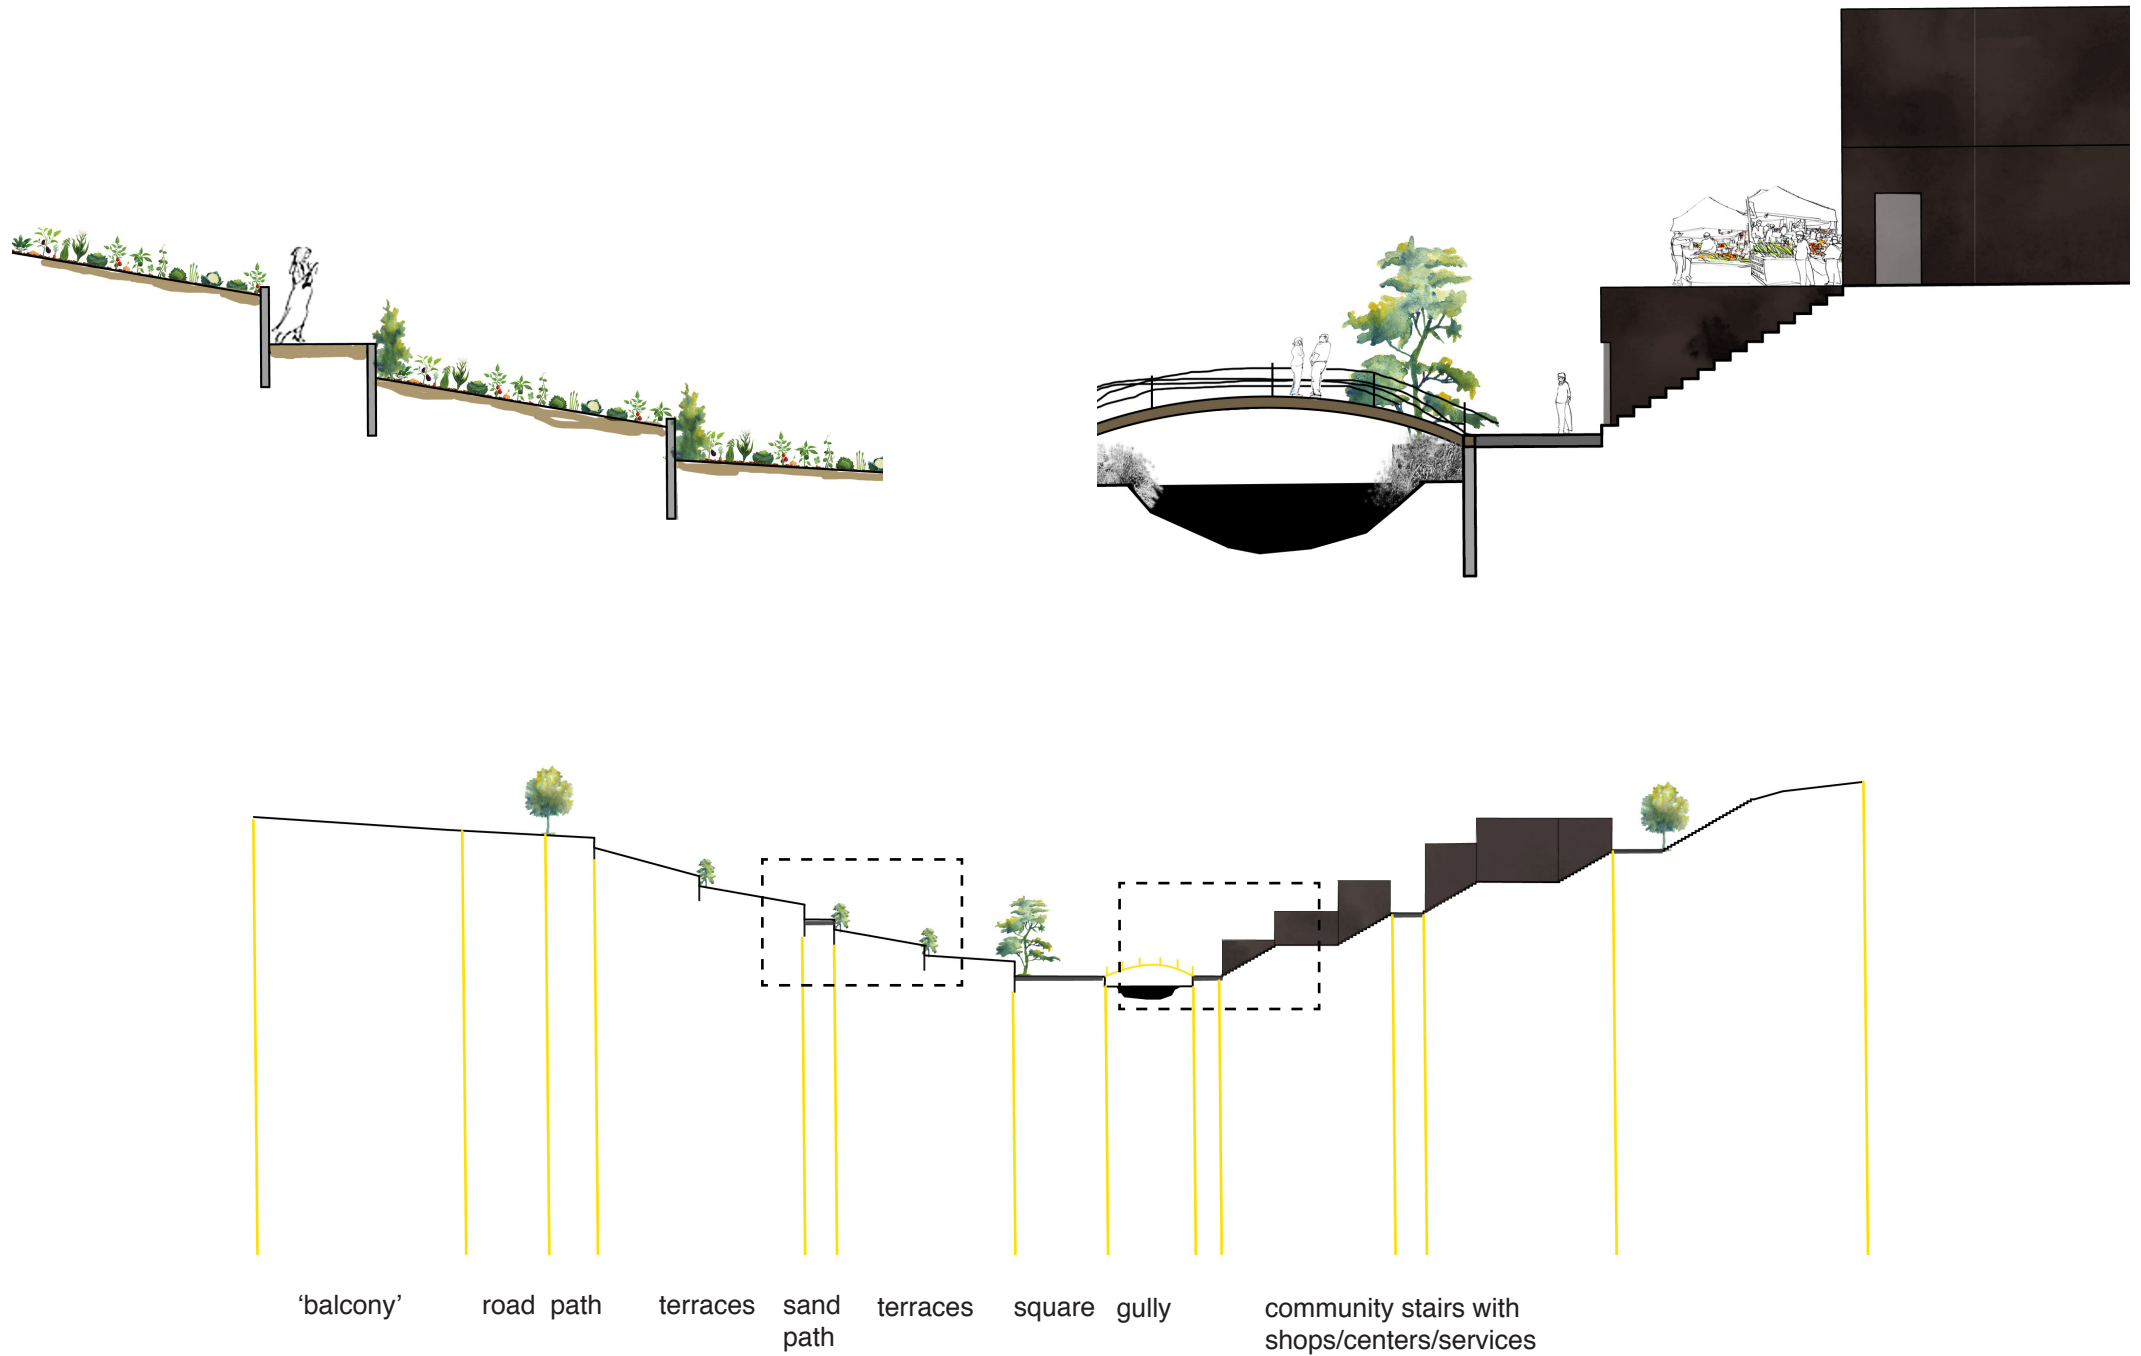 ‘balcony’
road path
terraces
sand
path
terraces
square
gully
community stairs with
shops/centers/services